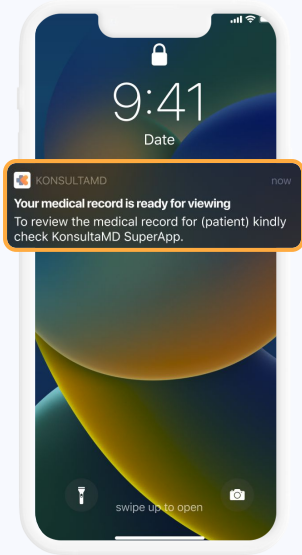 9:41
Date
KONSULTAMD now
Your medical record is ready for viewing
To review the medical record for (patient) kindly
check KonsultaMD SuperApp.
swipe up to open